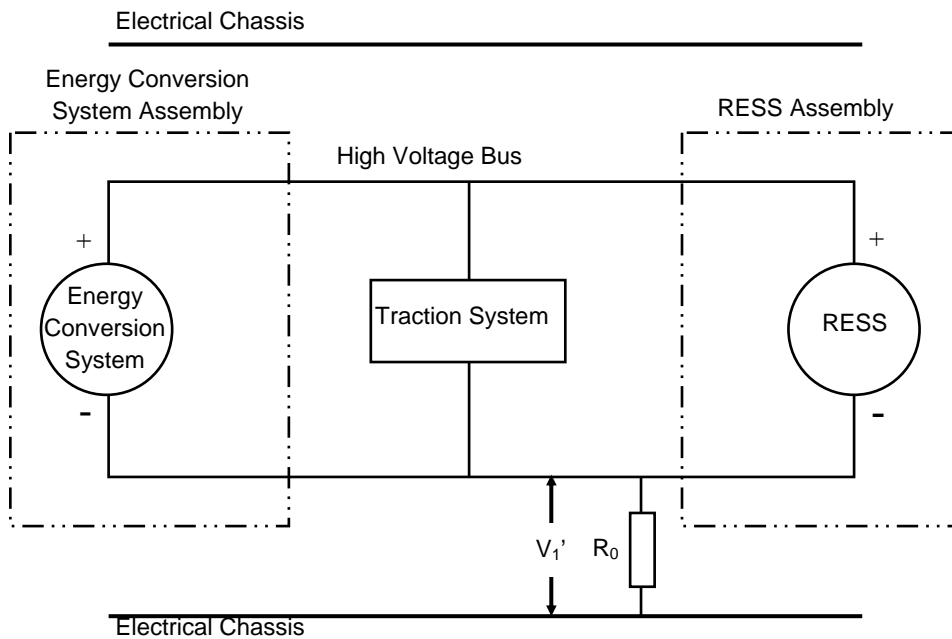 Electrical Chassis
Energy Conversion
System Assembly
RESS Assembly
High Voltage Bus
+
+
Energy
Conversion
System
Traction System
RESS
-
-
V₁’
R₀
Electrical Chassis